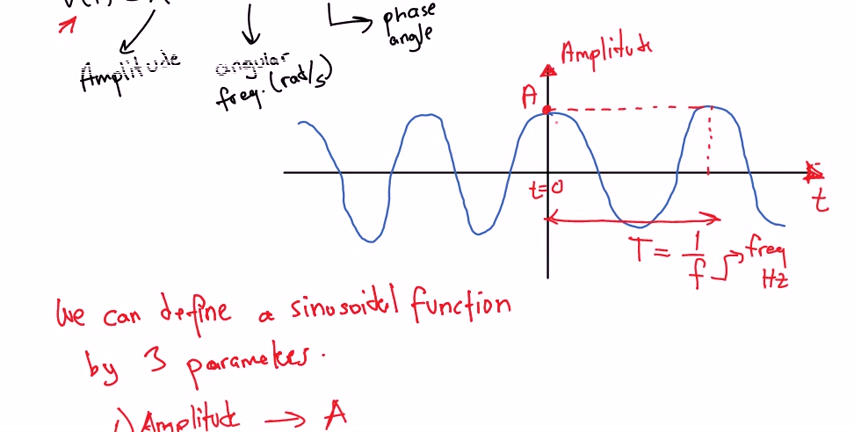 phase
angle
Amplitude
angular
freq. (rad/s)
Amplitude
A
t=0
t
T = 1/f
freq
Hz
We can define a sinusoidal function
by 3 parameters.
1) Amplitude → A